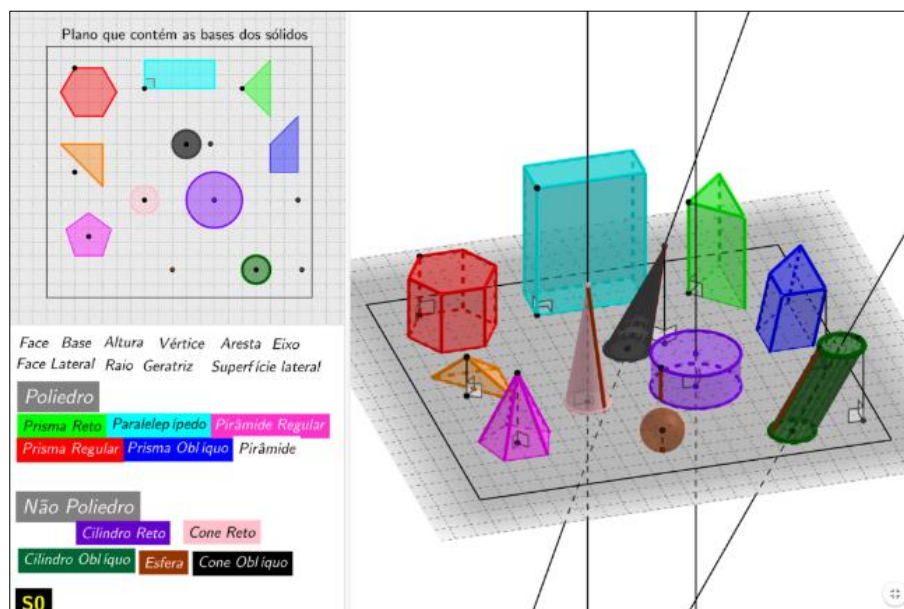 Plano que contém as bases dos sólidos
Face Base Altura Vértice Aresta Eixo
Face Lateral Raio Geratriz Superfície lateral
Poliedro
Prisma Reto Paralelepípedo Pirâmide Regular
Prisma Regular Prisma Oblíquo Pirâmide
Não Poliedro
Cilindro Reto Cone Reto
Cilindro Oblíquo Esfera Cone Oblíquo
S0